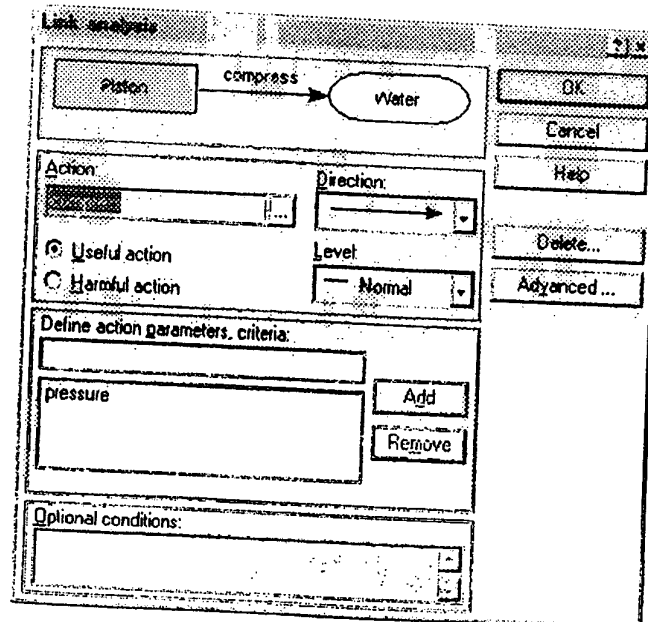 Link analysis
Piston
compress
Water
OK
Cancel
Help
Action:
Direction:
Useful action
Harmful action
Level:
Normal
Delete...
Advanced ...
Define action parameters, criteria:
pressure
Add
Remove
Optional conditions: